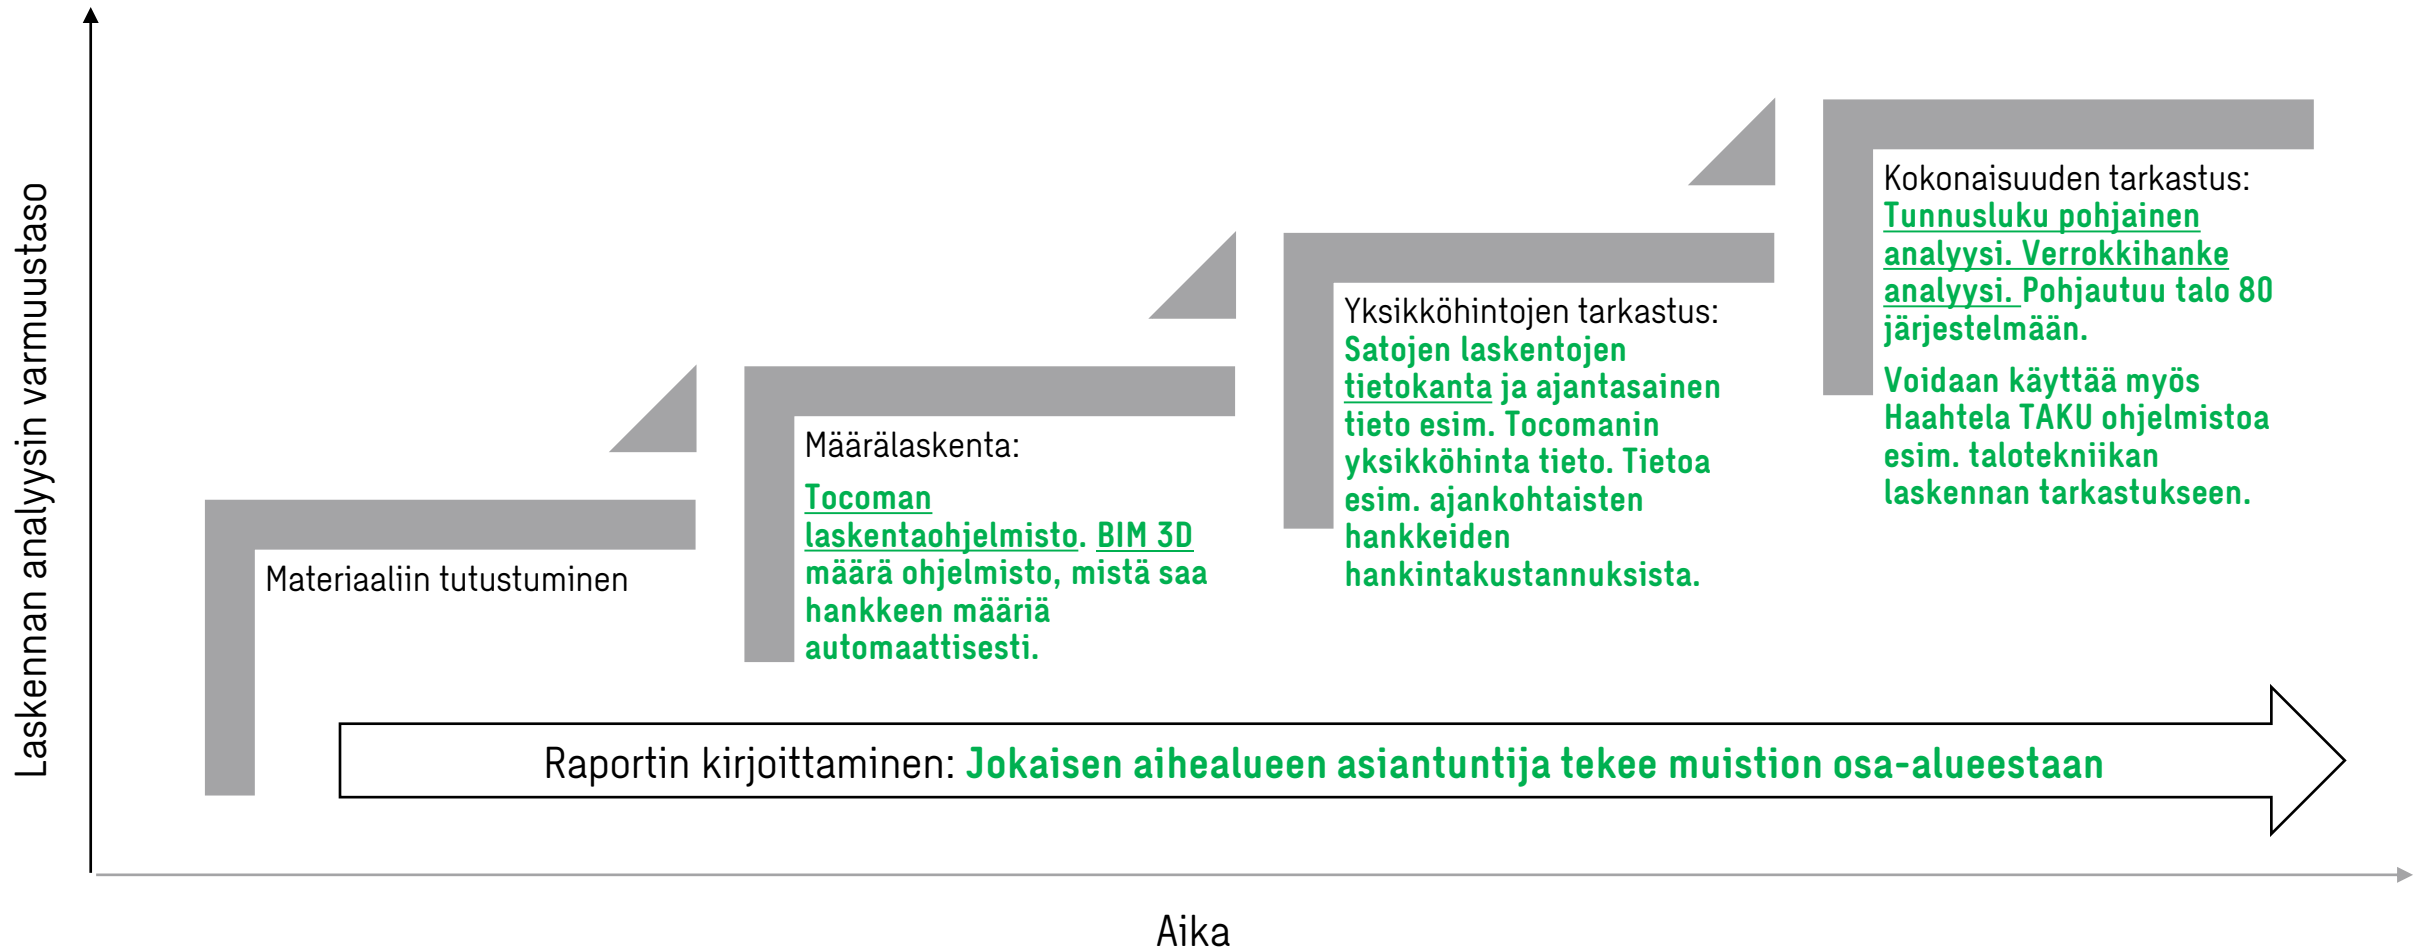 Laskennan analyysin varmuustaso
Materiaaliin tutustuminen
Määrälaskenta:
Tocoman
laskentaohjelmisto. BIM 3D
määrä ohjelmisto, mistä saa
hankkeen määriä
automaattisesti.
Yksikköhintojen tarkastus:
Satojen laskentojen
tietokanta ja ajantasainen
tieto esim. Tocomanin
yksikköhinta tieto. Tietoa
esim. ajankohtaisten
hankkeiden
hankintakustannuksista.
Kokonaisuuden tarkastus:
Tunnusluku pohjainen
analyysi. Verrokkihanke
analyysi. Pohjautuu talo 80
järjestelmään.
Voidaan käyttää myös
Haahtela TAKU ohjelmistoa
esim. talotekniikan
laskennan tarkastukseen.
Raportin kirjoittaminen: Jokaisen aihealueen asiantuntija tekee muistion osa-alueestaan
Aika